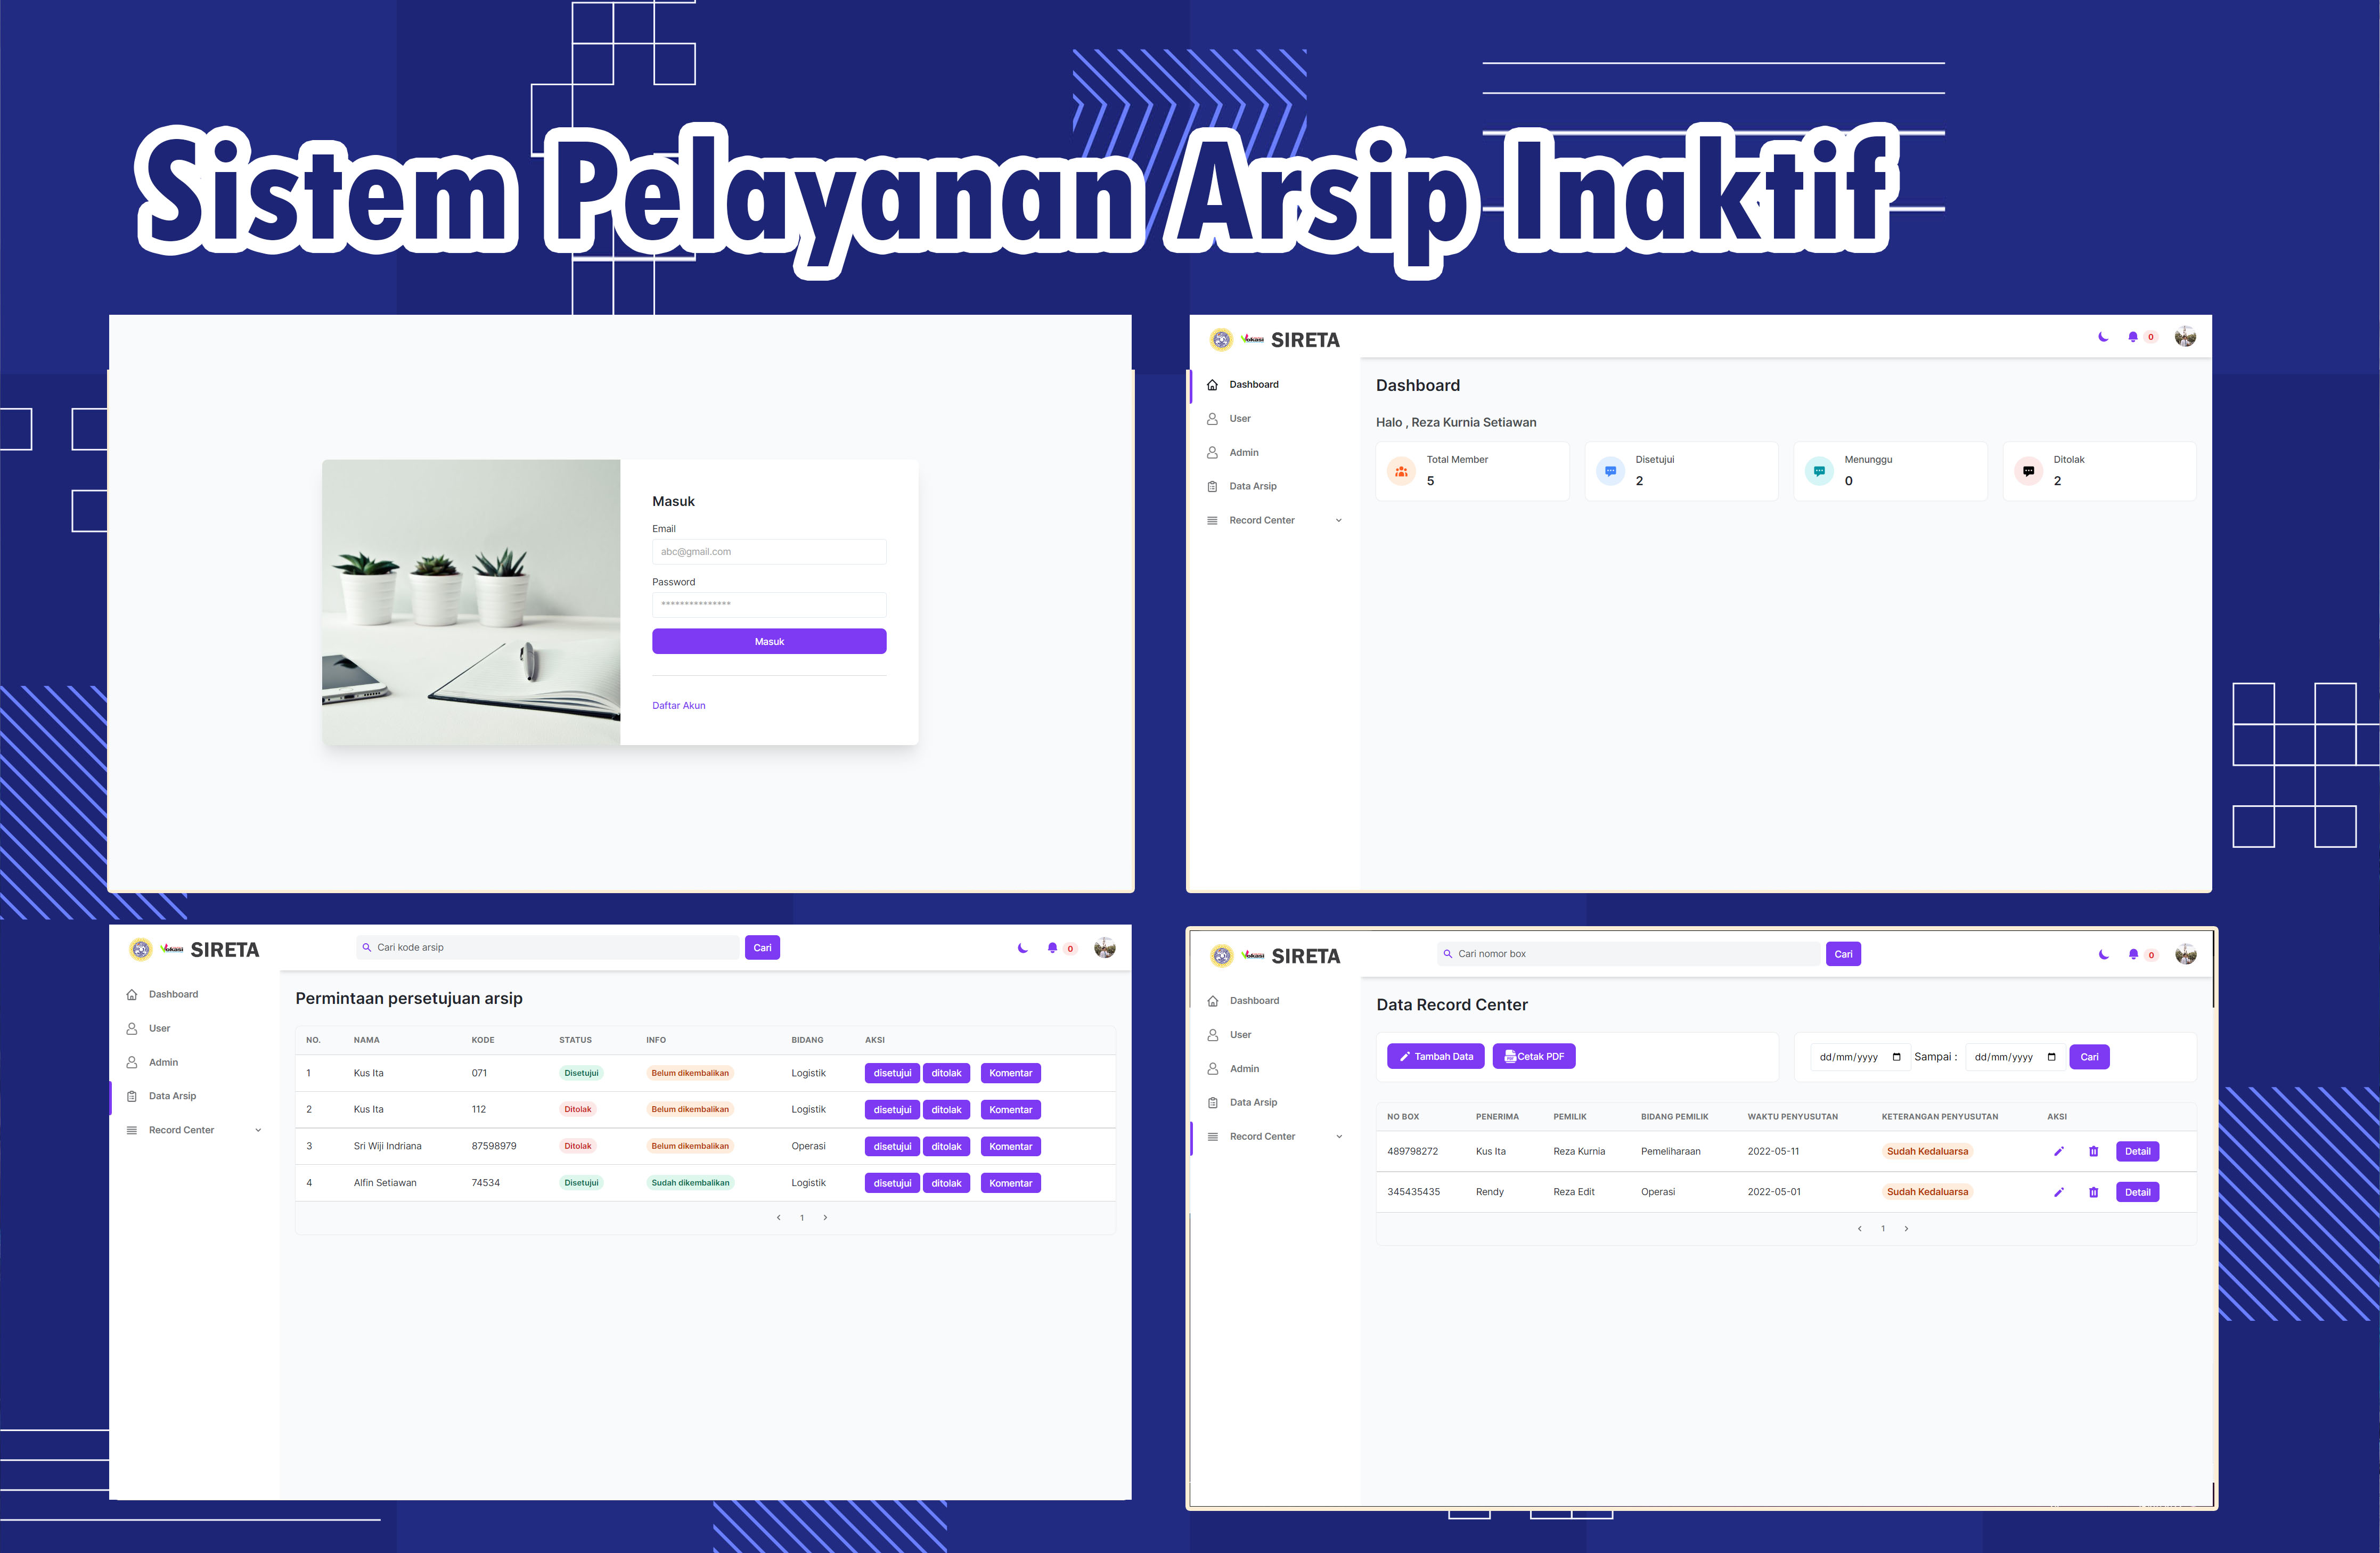 Sistem Pelayanan Arsip Inaktif
Masuk
Email
abc@gmail.com
Password
***************
Masuk
Daftar Akun
Vokasi SIRETA
0
Dashboard
User
Admin
Data Arsip
Record Center
Dashboard
Halo , Reza Kurnia Setiawan
Total Member
5
Disetujui
2
Menunggu
0
Ditolak
2
Vokasi SIRETA
Cari kode arsip
Cari
0
Dashboard
User
Admin
Data Arsip
Record Center
Permintaan persetujuan arsip
NO. NAMA KODE STATUS INFO BIDANG AKSI
1 Kus Ita 071 Disetujui Belum dikembalikan Logistik disetujui ditolak Komentar
2 Kus Ita 112 Ditolak Belum dikembalikan Logistik disetujui ditolak Komentar
3 Sri Wiji Indriana 87598979 Ditolak Belum dikembalikan Operasi disetujui ditolak Komentar
4 Alfin Setiawan 74534 Disetujui Sudah dikembalikan Logistik disetujui ditolak Komentar
1
Vokasi SIRETA
Cari nomor box
Cari
0
Dashboard
User
Admin
Data Arsip
Record Center
Data Record Center
Tambah Data
Cetak PDF
dd/mm/yyyy Sampai : dd/mm/yyyy Cari
NO BOX PENERIMA PEMILIK BIDANG PEMILIK WAKTU PENYUSUTAN KETERANGAN PENYUSUTAN AKSI
489798272 Kus Ita Reza Kurnia Pemeliharaan 2022-05-11 Sudah Kedaluarsa Detail
345435435 Rendy Reza Edit Operasi 2022-05-01 Sudah Kedaluarsa Detail
1